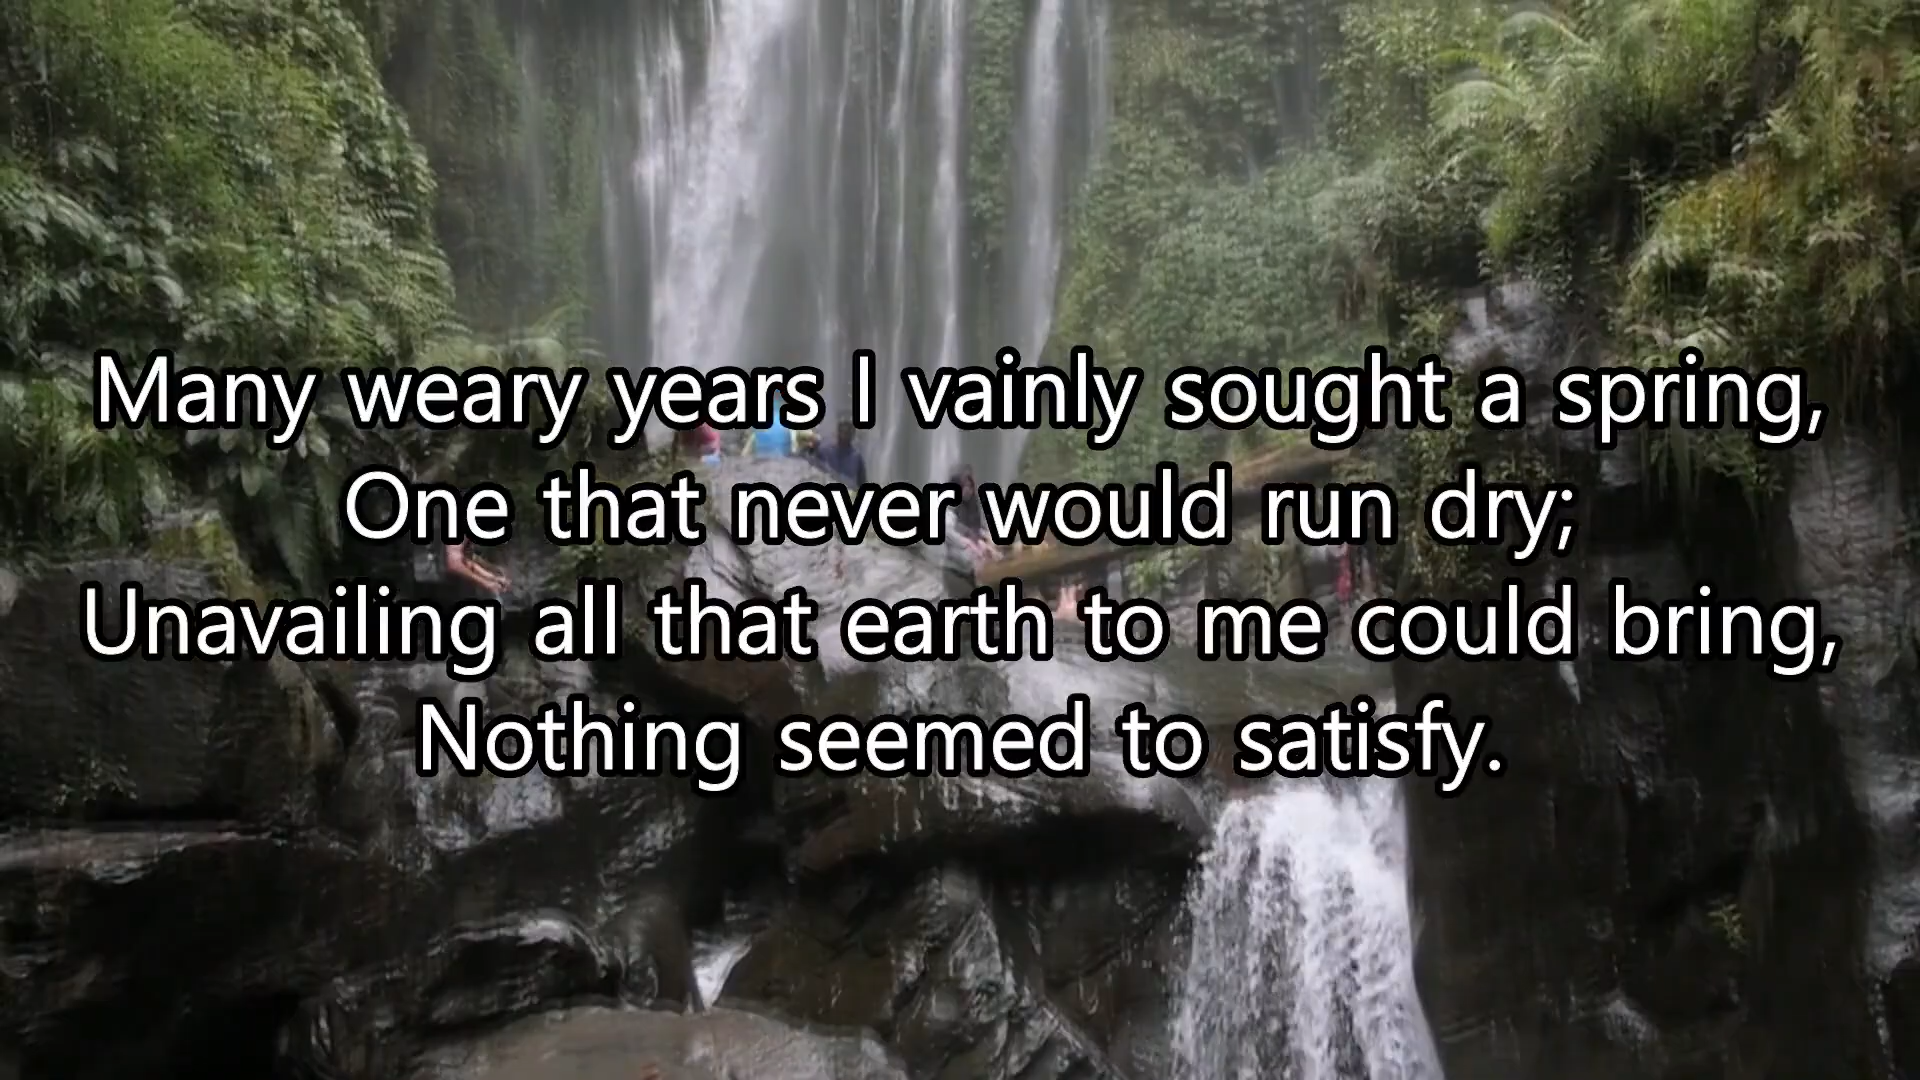 Many weary years I vainly sought a spring,
One that never would run dry;
Unavailing all that earth to me could bring,
Nothing seemed to satisfy.